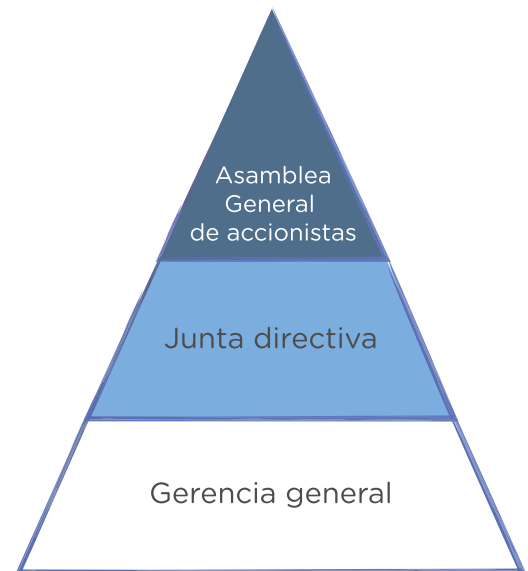 Asamblea
General
de accionistas
Junta directiva
Gerencia general